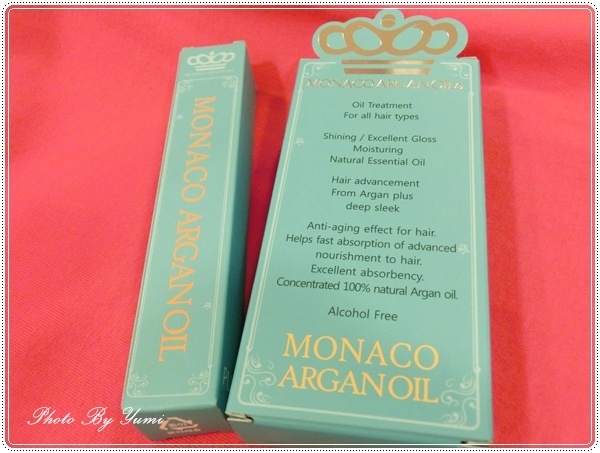 MONACO ARGAN OIL
MONACO ARGAN OIL
Oil Treatment
For all hair types
Shining / Excellent Gloss
Moisturing
Natural Essential Oil
Hair advancement
From Argan plus
deep sleek
Anti-aging effect for hair.
Helps fast absorption of advanced
nourishment to hair.
Excellent absorbency.
Concentrated 100% natural Argan oil.
Alcohol Free
MONACO
ARGAN OIL
Photo By Yumi